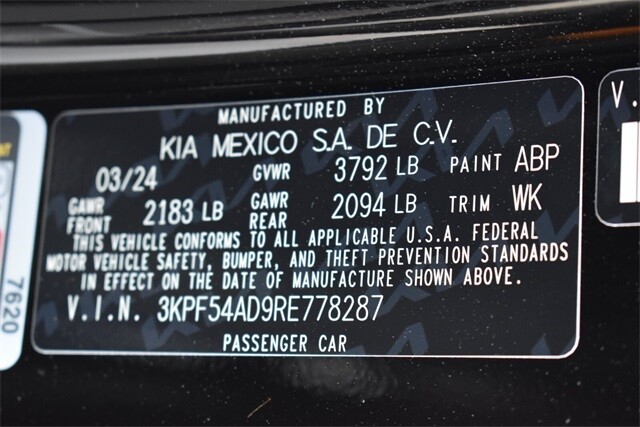 MANUFACTURED BY
KIA MEXICO S.A. DE C.V.
03/24 GVWR 3792 LB PAINT ABP
GAWR FRONT 2183 LB GAWR REAR 2094 LB TRIM WK
THIS VEHICLE CONFORMS TO ALL APPLICABLE U.S.A. FEDERAL
MOTOR VEHICLE SAFETY, BUMPER, AND THEFT PREVENTION STANDARDS
IN EFFECT ON THE DATE OF MANUFACTURE SHOWN ABOVE.
V.I.N. 3KPF54AD9RE778287
PASSENGER CAR
7620
V.